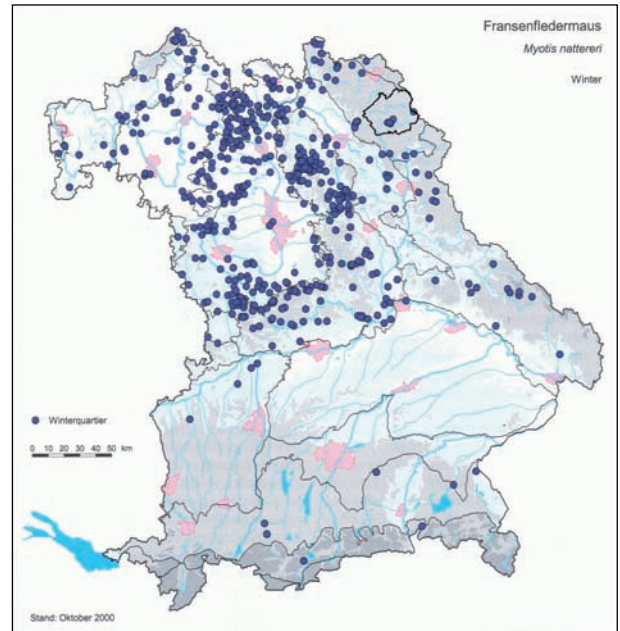 Fransenfledermaus
Myotis nattereri
Winter
Winterquartier
0 10 20 30 40 50 km
Stand: Oktober 2000